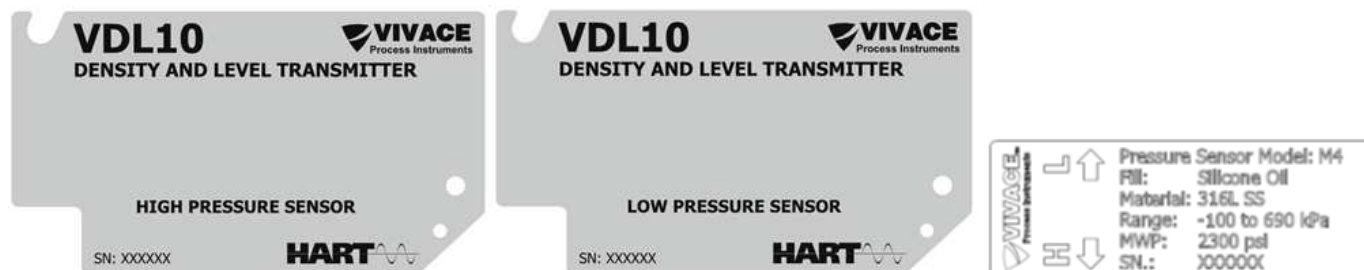 VDL10
VIVACE
Process Instruments
DENSITY AND LEVEL TRANSMITTER
HIGH PRESSURE SENSOR
SN: XXXXXX
HART
VDL10
VIVACE
Process Instruments
DENSITY AND LEVEL TRANSMITTER
LOW PRESSURE SENSOR
SN: XXXXXX
HART
VIVACE
Process Instruments
L
H
Pressure Sensor Model: M4
Fill: Silicone Oil
Material: 316L SS
Range: -100 to 690 kPa
MWP: 2300 psi
SN.: XXXXXX